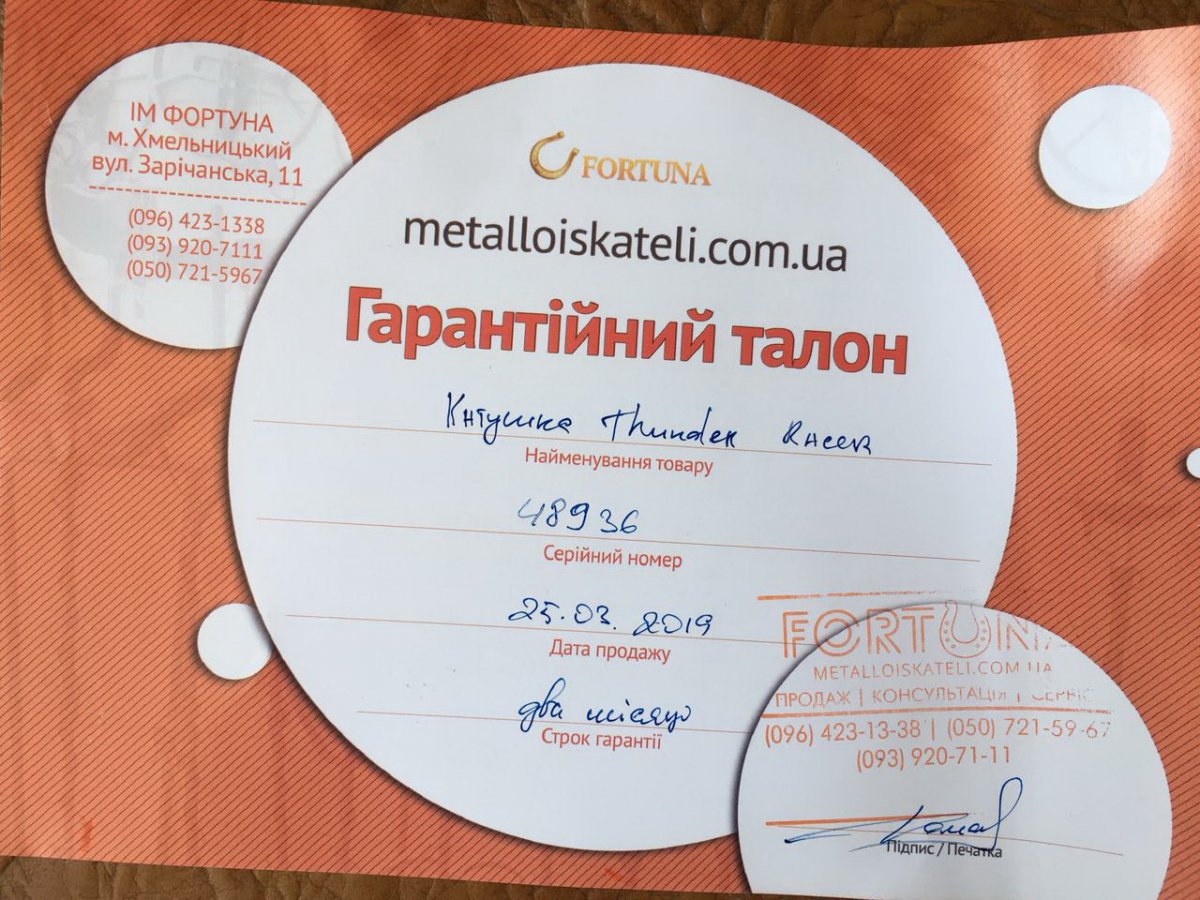 ІМ ФОРТУНА
м. Хмельницький
вул. Зарічанська, 11
(096) 423-1338
(093) 920-7111
(050) 721-5967
FORTUNA
metalloiskateli.com.ua
Гарантійний талон
Катушка Thunder Racer
Найменування товару
48936
Серійний номер
25.03.2019
Дата продажу
два місяці
Строк гарантії
FORTUNA
METALLOISKATELI.COM.UA
ПРОДАЖ | КОНСУЛЬТАЦІЯ | СЕРВІС
(096) 423-13-38 | (050) 721-59-67
(093) 920-71-11
Підпис / Печатка